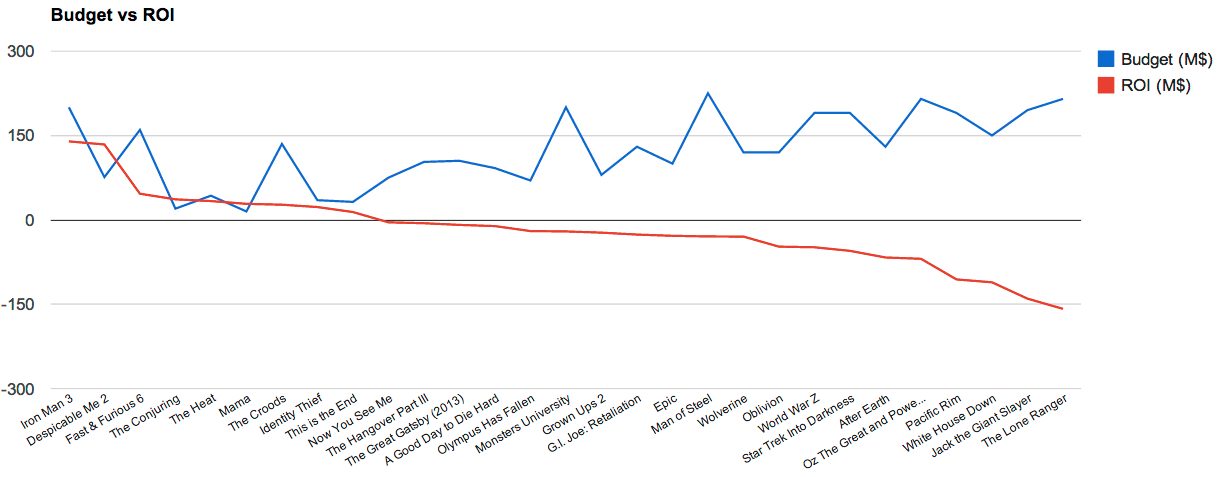 Budget vs ROI
300
150
0
-150
-300
Budget (M$)
ROI (M$)
Iron Man 3
Despicable Me 2
Fast & Furious 6
The Conjuring
The Heat
Mama
The Croods
Identity Thief
This is the End
Now You See Me
The Hangover Part III
The Great Gatsby (2013)
A Good Day to Die Hard
Olympus Has Fallen
Monsters University
Grown Ups 2
G.I. Joe: Retaliation
Epic
Man of Steel
Wolverine
Oblivion
World War Z
Star Trek Into Darkness
After Earth
Oz The Great and Powe...
Pacific Rim
White House Down
Jack the Giant Slayer
The Lone Ranger